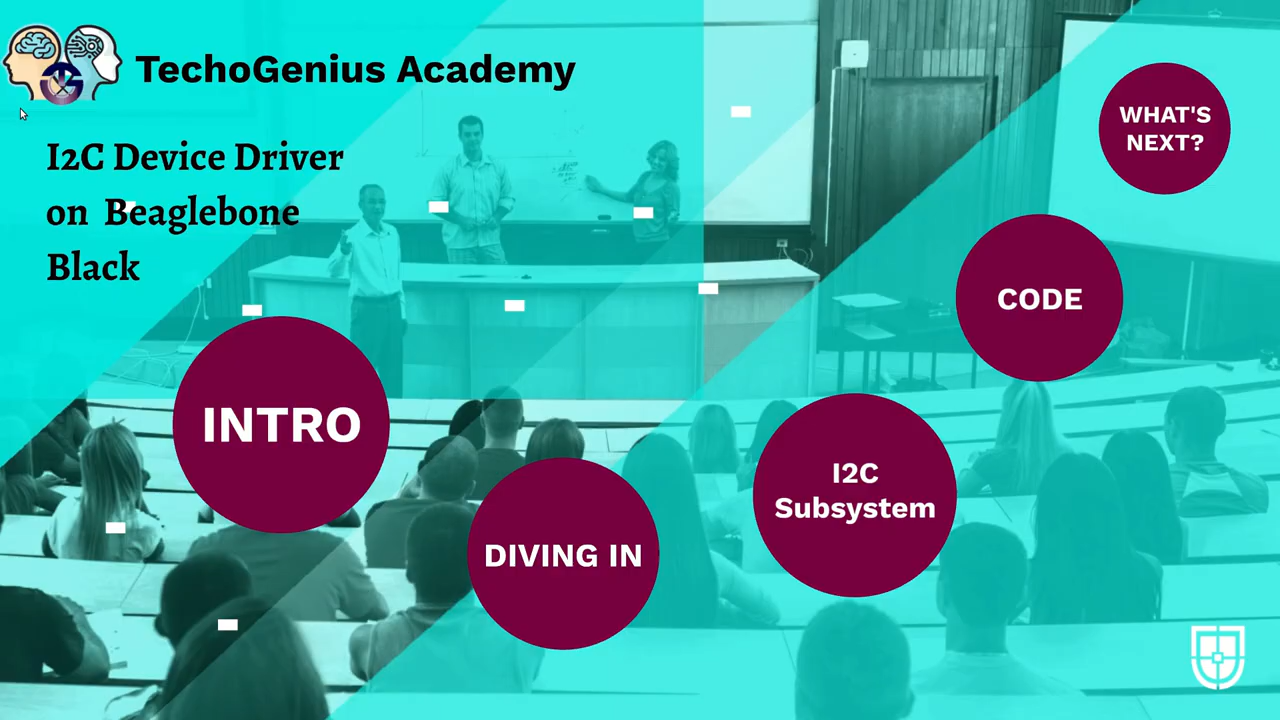 TechoGenius Academy
I2C Device Driver
on Beaglebone
Black
INTRO
DIVING IN
I2C
Subsystem
CODE
WHAT'S
NEXT?